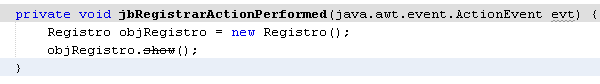 private void jbRegistrarActionPerformed(java.awt.event.ActionEvent evt) {
Registro objRegistro = new Registro();
objRegistro.show();
}